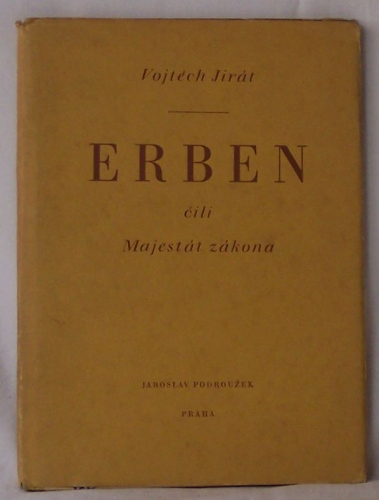 Vojtěch Jirát
ERBEN
čili
Majestát zákona
JAROSLAV PODROUŽEK
PRAHA